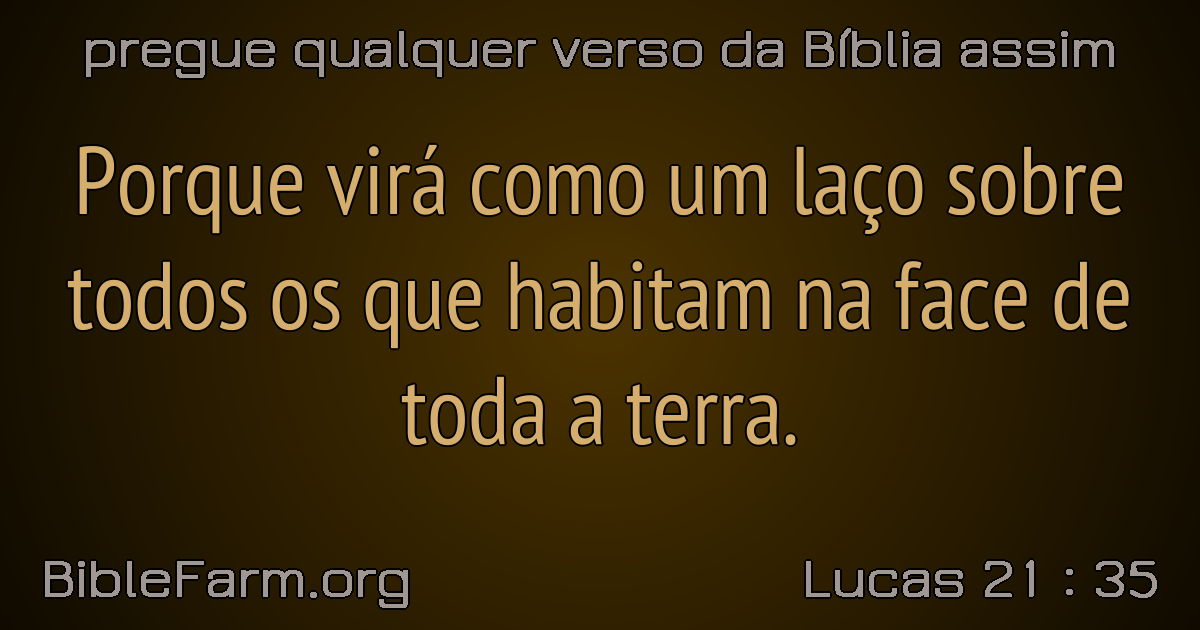 pregue qualquer verso da Bíblia assim
Porque virá como um laço sobre
todos os que habitam na face de
toda a terra.
BibleFarm.org
Lucas 21 : 35